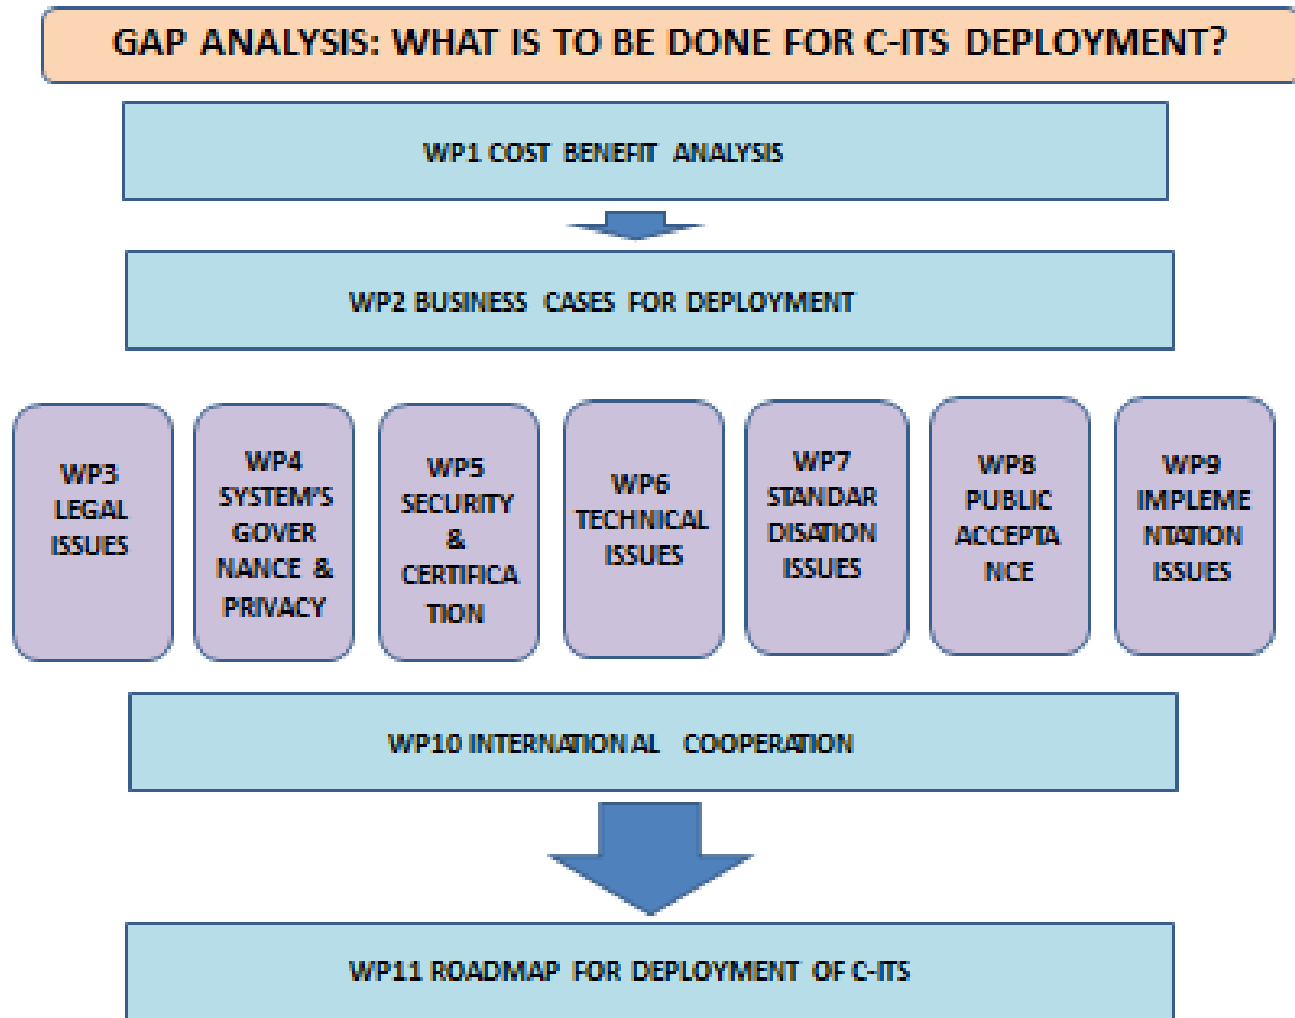 GAP ANALYSIS: WHAT IS TO BE DONE FOR C-ITS DEPLOYMENT?
WP1 COST BENEFIT ANALYSIS
WP2 BUSINESS CASES FOR DEPLOYMENT
WP3
LEGAL
ISSUES
WP4
SYSTEM'S
GOVER
NANCE &
PRIVACY
WP5
SECURITY
&
CERTIFICA
TION
WP6
TECHNICAL
ISSUES
WP7
STANDAR
DISATION
ISSUES
WP8
PUBLIC
ACCEPTA
NCE
WP9
IMPLEME
NTATION
ISSUES
WP10 INTERNATIONAL COOPERATION
WP11 ROADMAP FOR DEPLOYMENT OF C-ITS